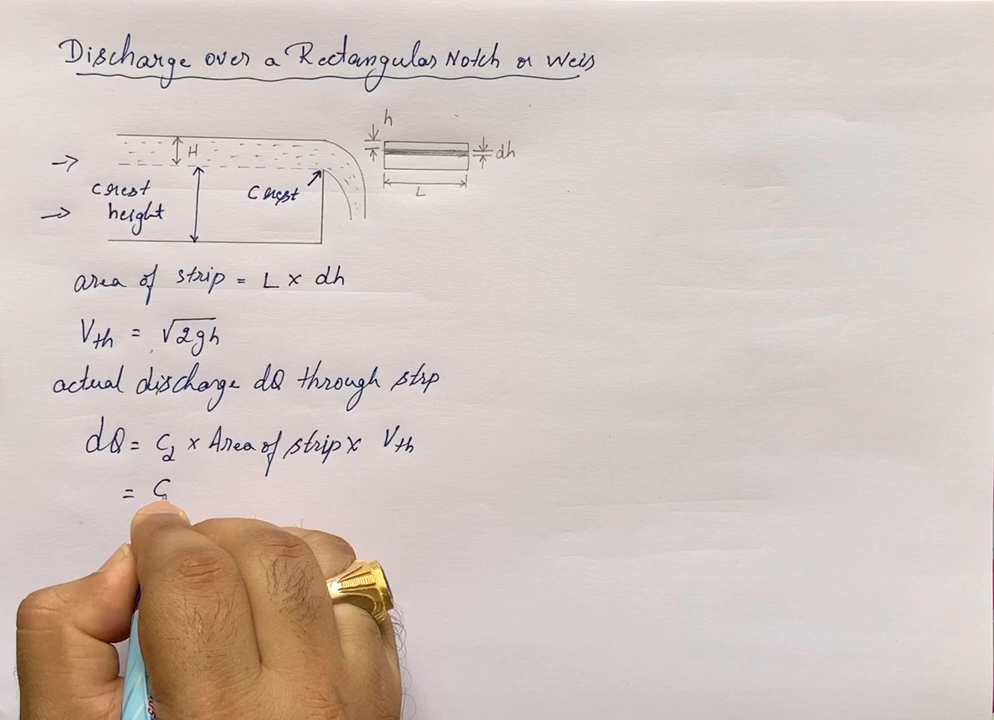 Discharge over a Rectangular Notch or Weir
h
H
dh
crest
height
Crest
L
area of strip = L × dh
Vth = √2gh
actual discharge dQ through strp
dQ = Cd × Area of strip × Vth
= C